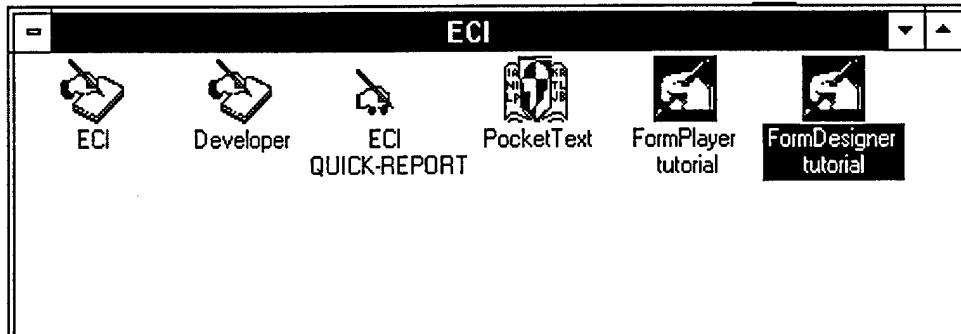 ECI
ECI
Developer
ECI
QUICK-REPORT
PocketText
FormPlayer
tutorial
FormDesigner
tutorial